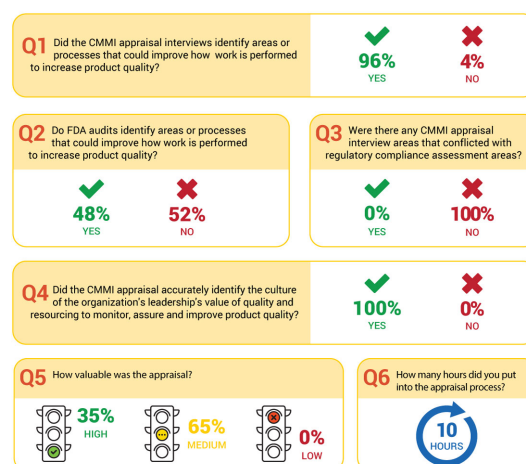 Q1 Did the CMMI appraisal interviews identify areas or
processes that could improve how work is performed
to increase product quality?
96%
YES
4%
NO
Q2 Do FDA audits identify areas or processes
that could improve how work is performed
to increase product quality?
48%
YES
52%
NO
Q3 Were there any CMMI appraisal
interview areas that conflicted with
regulatory compliance assessment areas?
0%
YES
100%
NO
Q4 Did the CMMI appraisal accurately identify the culture
of the organization's leadership's value of quality and
resourcing to monitor, assure and improve product quality?
100%
YES
0%
NO
Q5 How valuable was the appraisal?
35%
HIGH
65%
MEDIUM
0%
LOW
Q6 How many hours did you put
into the appraisal process?
10
HOURS